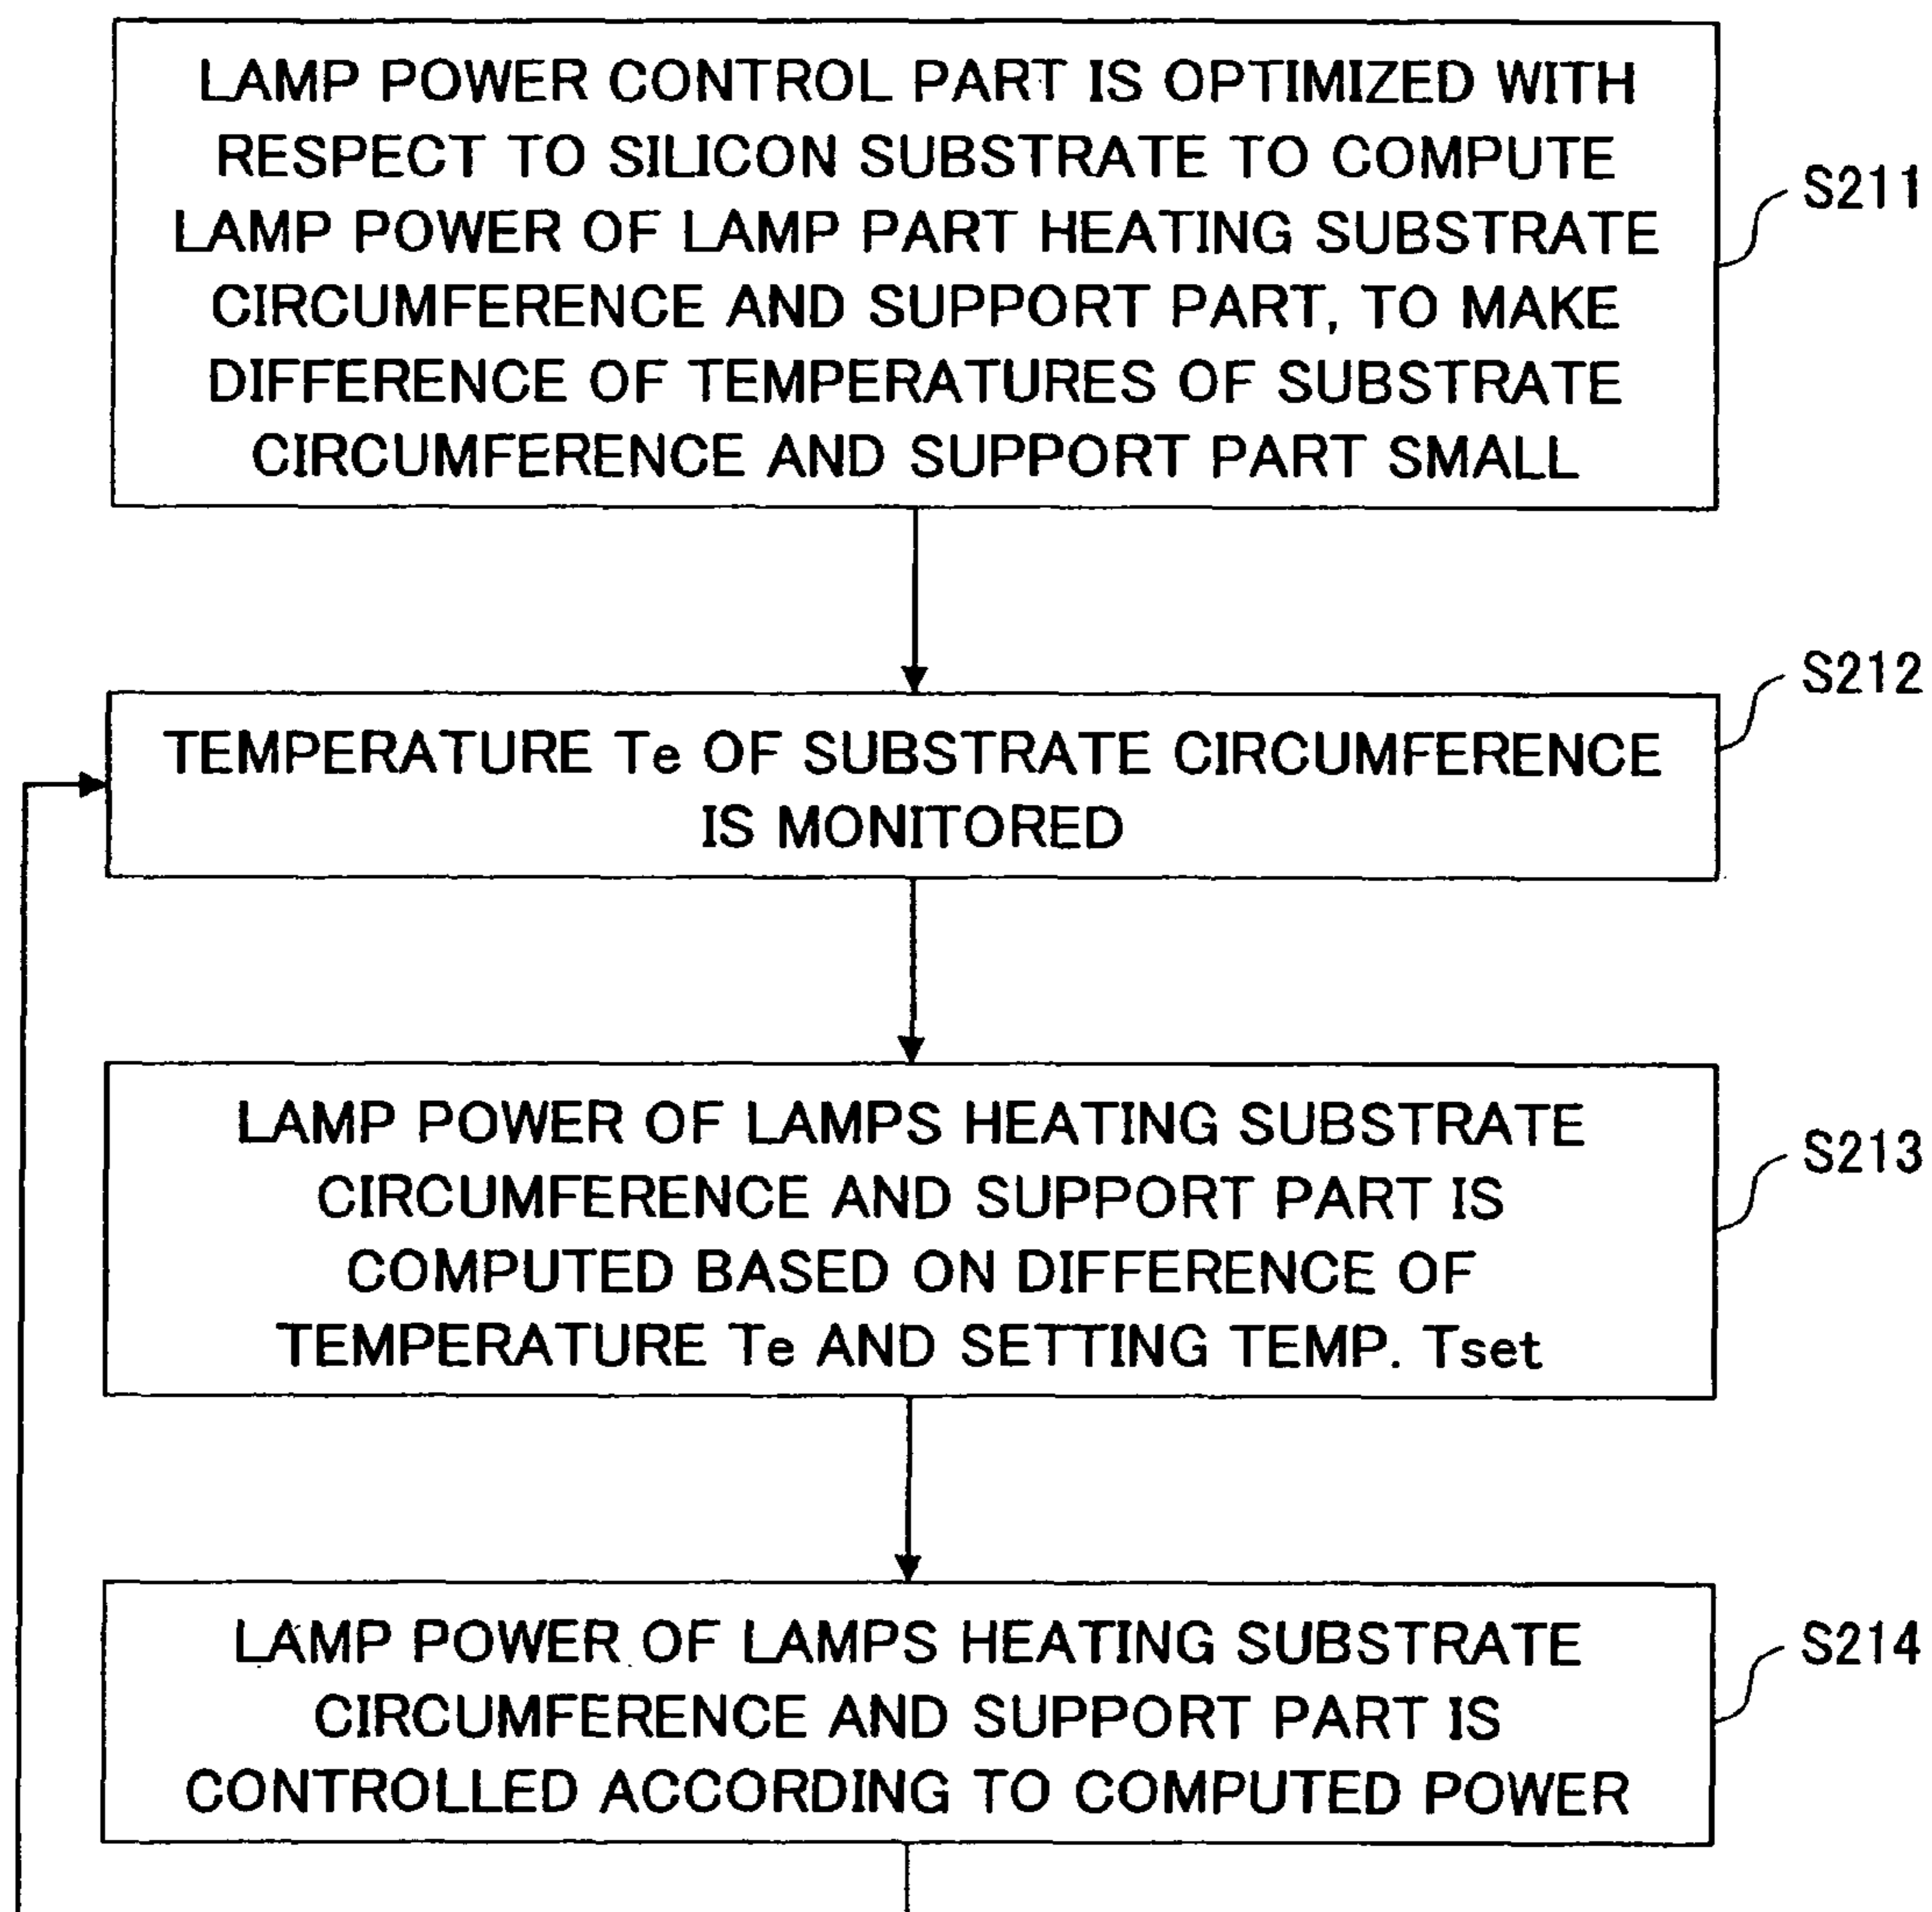 LAMP POWER CONTROL PART IS OPTIMIZED WITH
RESPECT TO SILICON SUBSTRATE TO COMPUTE
LAMP POWER OF LAMP PART HEATING SUBSTRATE
CIRCUMFERENCE AND SUPPORT PART, TO MAKE
DIFFERENCE OF TEMPERATURES OF SUBSTRATE
CIRCUMFERENCE AND SUPPORT PART SMALL
S211
TEMPERATURE Te OF SUBSTRATE CIRCUMFERENCE
IS MONITORED
S212
LAMP POWER OF LAMPS HEATING SUBSTRATE
CIRCUMFERENCE AND SUPPORT PART IS
COMPUTED BASED ON DIFFERENCE OF
TEMPERATURE Te AND SETTING TEMP. Tset
S213
LAMP POWER OF LAMPS HEATING SUBSTRATE
CIRCUMFERENCE AND SUPPORT PART IS
CONTROLLED ACCORDING TO COMPUTED POWER
S214